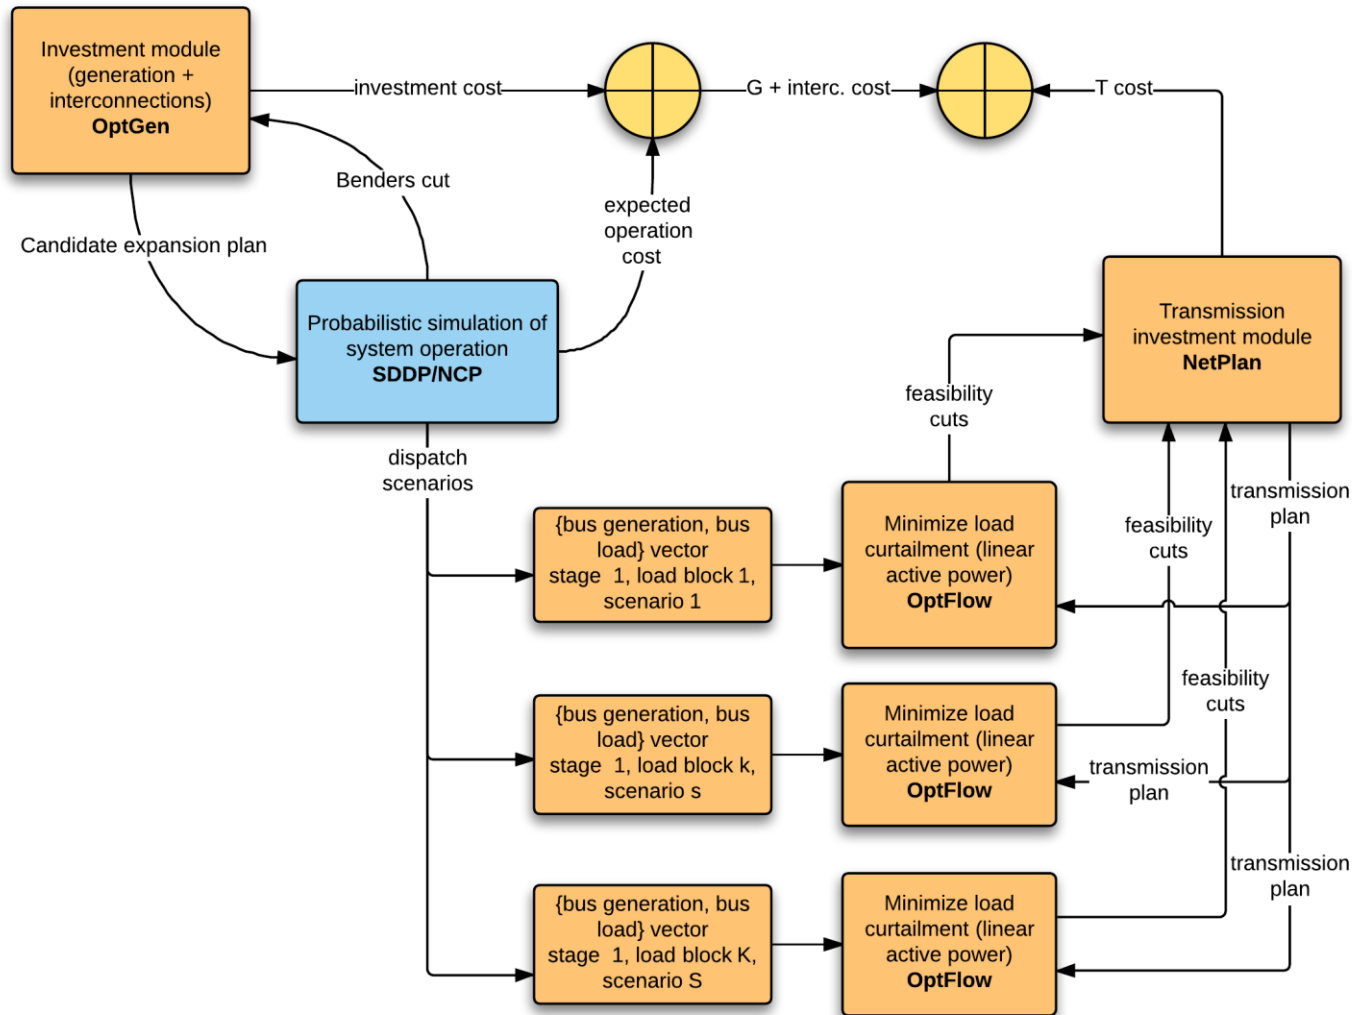 Investment module
(generation +
interconnections)
OptGen
investment cost
G + interc. cost
T cost
Benders cut
Candidate expansion plan
expected
operation
cost
Probabilistic simulation of
system operation
SDDP/NCP
Transmission
investment module
NetPlan
dispatch
scenarios
feasibility
cuts
{bus generation, bus
load} vector
stage 1, load block 1,
scenario 1
Minimize load
curtailment (linear
active power)
OptFlow
feasibility
cuts
transmission
plan
{bus generation, bus
load} vector
stage 1, load block k,
scenario s
Minimize load
curtailment (linear
active power)
OptFlow
feasibility
cuts
transmission
plan
{bus generation, bus
load} vector
stage 1, load block K,
scenario S
Minimize load
curtailment (linear
active power)
OptFlow
transmission
plan